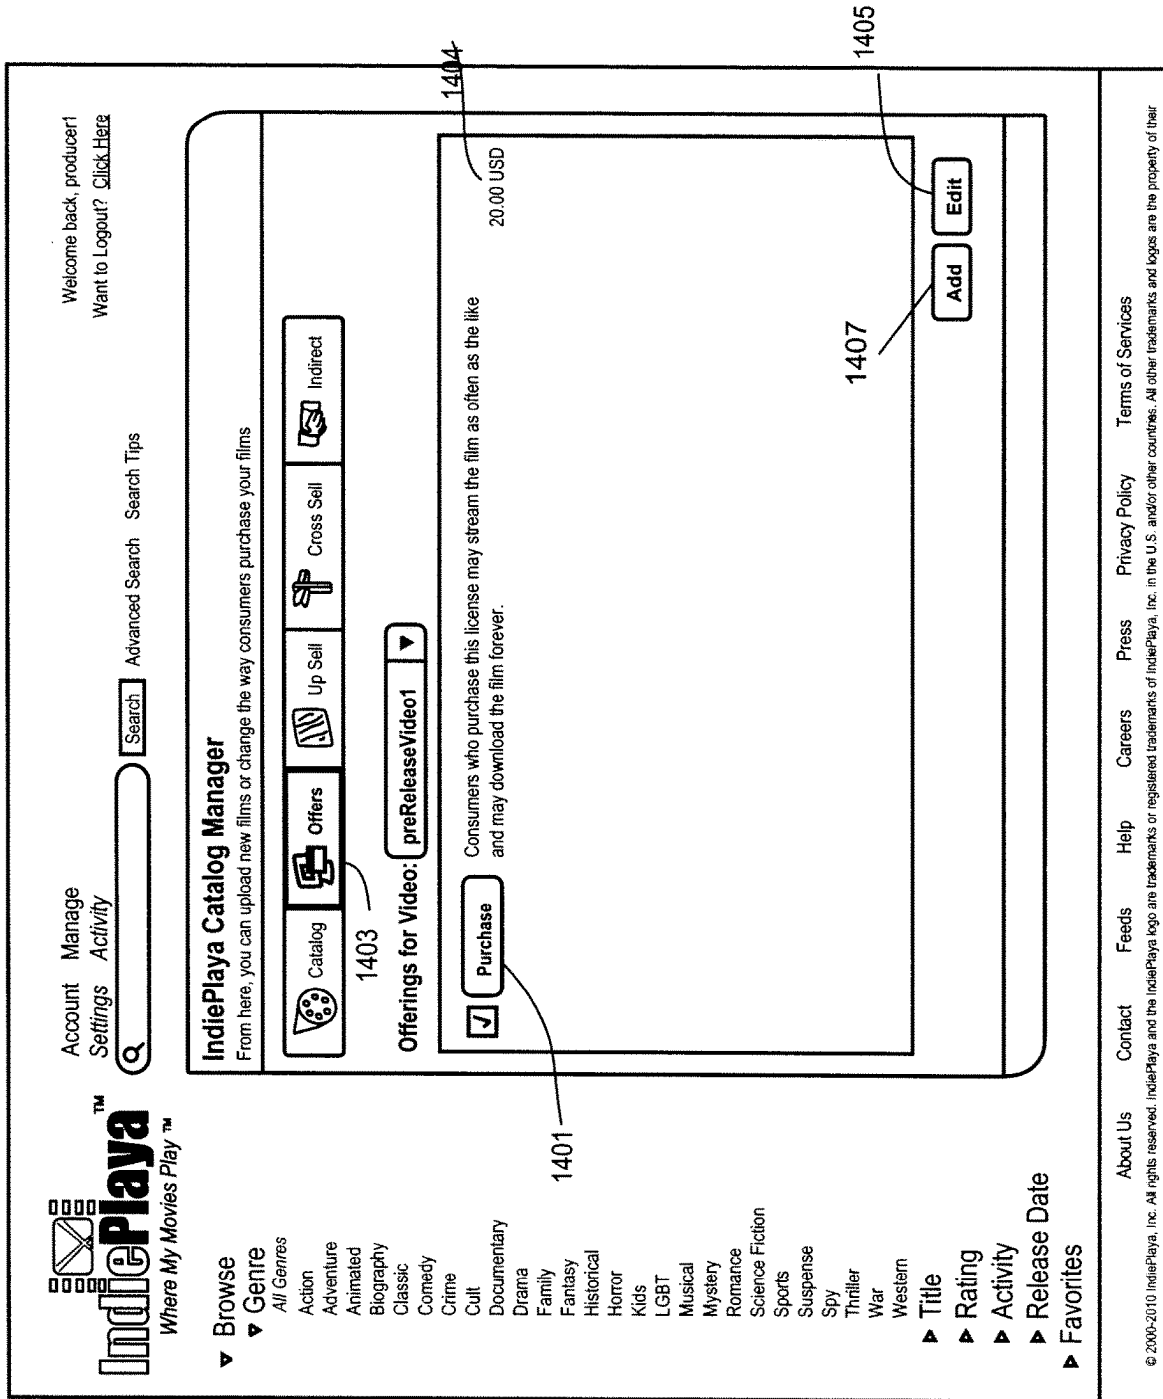 IndiePlaya™
Where My Movies Play™
Account Settings
Manage Activity
Search Advanced Search Search Tips
Welcome back, producer1
Want to Logout? Click Here
Browse
Genre
All Genres
Action
Adventure
Animated
Biography
Classic
Comedy
Crime
Cult
Documentary
Drama
Family
Fantasy
Historical
Horror
Kids
LGBT
Musical
Mystery
Romance
Science Fiction
Sports
Suspense
Spy
Thriller
War
Western
Title
Rating
Activity
Release Date
Favorites
IndiePlaya Catalog Manager
From here, you can upload new films or change the way consumers purchase your films
Catalog Offers Up Sell Cross Sell Indirect
1403
Offerings for Video: preReleaseVideo1
Purchase
Consumers who purchase this license may stream the film as often as the like
and may download the film forever.
20.00 USD
1404
1401
1407
1405
Add Edit
About Us Contact Feeds Help Careers Press Privacy Policy Terms of Services
© 2000-2010 IndiePlaya, Inc. All rights reserved. IndiePlaya and the IndiePlaya logo are trademarks or registered trademarks of IndiePlaya, Inc. in the U.S. and/or other countries. All other trademarks and logos are the property of their